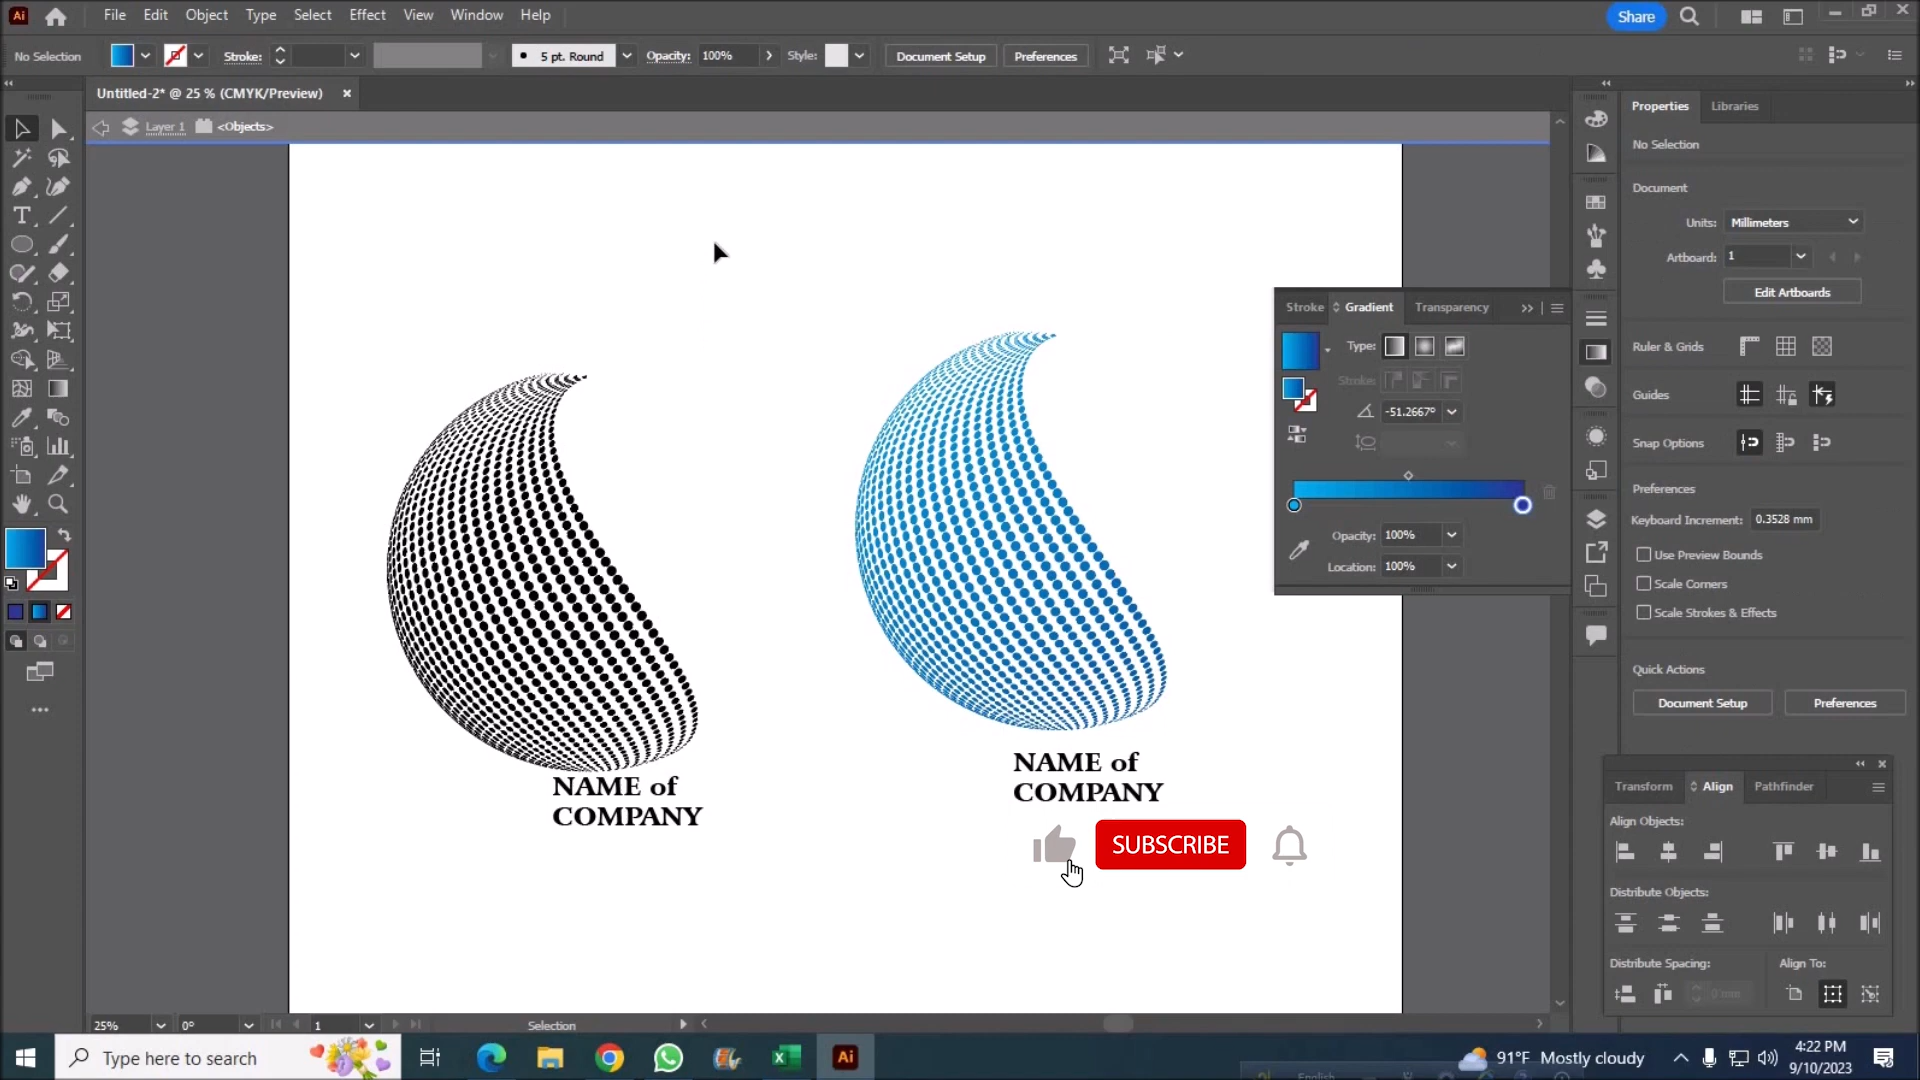 File Edit Object Type Select Effect View Window Help
Share
No Selection
Stroke:
5 pt. Round
Opacity: 100%
Style:
Document Setup
Preferences
Untitled-2* @ 25 % (CMYK/Preview)
Layer 1
<Objects>
NAME of
COMPANY
NAME of
COMPANY
SUBSCRIBE
Stroke Gradient Transparency
Type:
Stroke:
-51.2667°
Opacity: 100%
Location: 100%
Properties Libraries
No Selection
Document
Units: Millimeters
Artboard: 1
Edit Artboards
Ruler & Grids
Guides
Snap Options
Preferences
Keyboard Increment: 0.3528 mm
Use Preview Bounds
Scale Corners
Scale Strokes & Effects
Quick Actions
Document Setup
Preferences
Transform Align Pathfinder
Align Objects:
Distribute Objects:
Distribute Spacing:
Align To:
0 mm
25%
0°
1
Selection
Type here to search
91°F Mostly cloudy
4:22 PM
9/10/2023
English